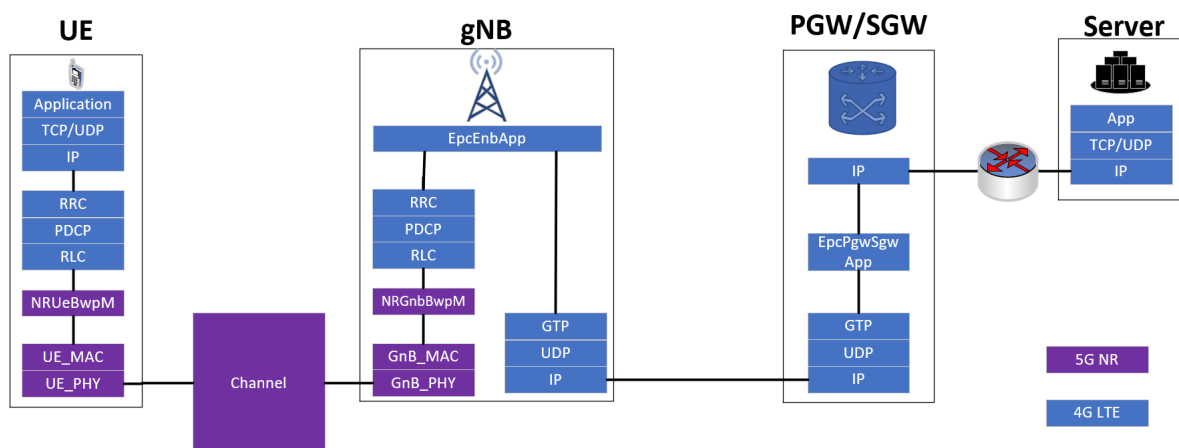 UE
gNB
PGW/SGW
Server
Application
TCP/UDP
IP
RRC
PDCP
RLC
NRUeBwpM
UE_MAC
UE_PHY
Channel
EpcEnbApp
RRC
PDCP
RLC
NRGnbBwpM
GnB_MAC
GnB_PHY
GTP
UDP
IP
IP
EpcPgwSgw
App
GTP
UDP
IP
App
TCP/UDP
IP
5G NR
4G LTE